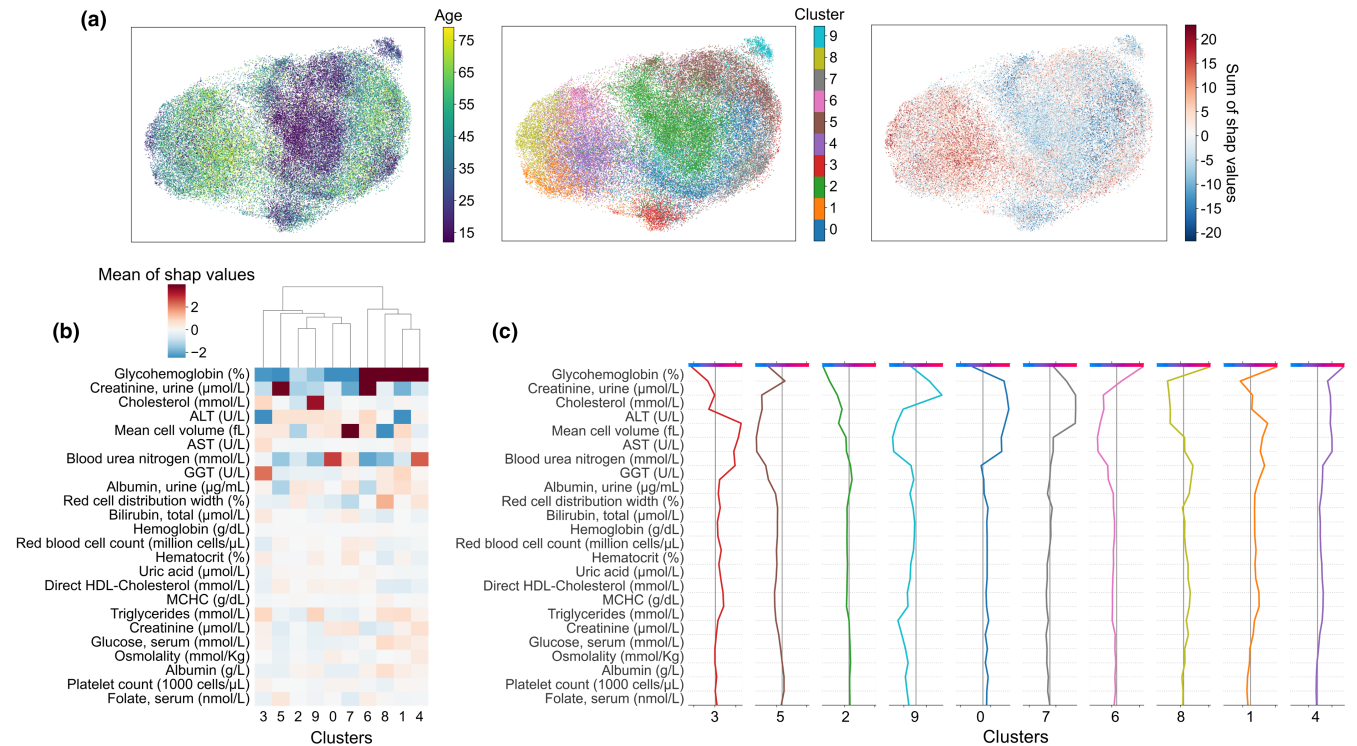 (a)
Age
75
65
55
45
35
25
15
Cluster
9
8
7
6
5
4
3
2
1
0
20
15
10
5
0
-5
-10
-15
-20
Sum of shap values
(b)
Mean of shap values
2
0
−2
Glycohemoglobin (%)
Creatinine, urine (µmol/L)
Cholesterol (mmol/L)
ALT (U/L)
Mean cell volume (fL)
AST (U/L)
Blood urea nitrogen (mmol/L)
GGT (U/L)
Albumin, urine (µg/mL)
Red cell distribution width (%)
Bilirubin, total (µmol/L)
Hemoglobin (g/dL)
Red blood cell count (million cells/µL)
Hematocrit (%)
Uric acid (µmol/L)
Direct HDL-Cholesterol (mmol/L)
MCHC (g/dL)
Triglycerides (mmol/L)
Creatinine (µmol/L)
Glucose, serum (mmol/L)
Osmolality (mmol/Kg)
Albumin (g/L)
Platelet count (1000 cells/µL)
Folate, serum (nmol/L)
3 5 2 9 0 7 6 8 1 4
Clusters
(c)
Glycohemoglobin (%)
Creatinine, urine (µmol/L)
Cholesterol (mmol/L)
ALT (U/L)
Mean cell volume (fL)
AST (U/L)
Blood urea nitrogen (mmol/L)
GGT (U/L)
Albumin, urine (µg/mL)
Red cell distribution width (%)
Bilirubin, total (µmol/L)
Hemoglobin (g/dL)
Red blood cell count (million cells/µL)
Hematocrit (%)
Uric acid (µmol/L)
Direct HDL-Cholesterol (mmol/L)
MCHC (g/dL)
Triglycerides (mmol/L)
Creatinine (µmol/L)
Glucose, serum (mmol/L)
Osmolality (mmol/Kg)
Albumin (g/L)
Platelet count (1000 cells/µL)
Folate, serum (nmol/L)
3 5 2 9 0 7 6 8 1 4
Clusters